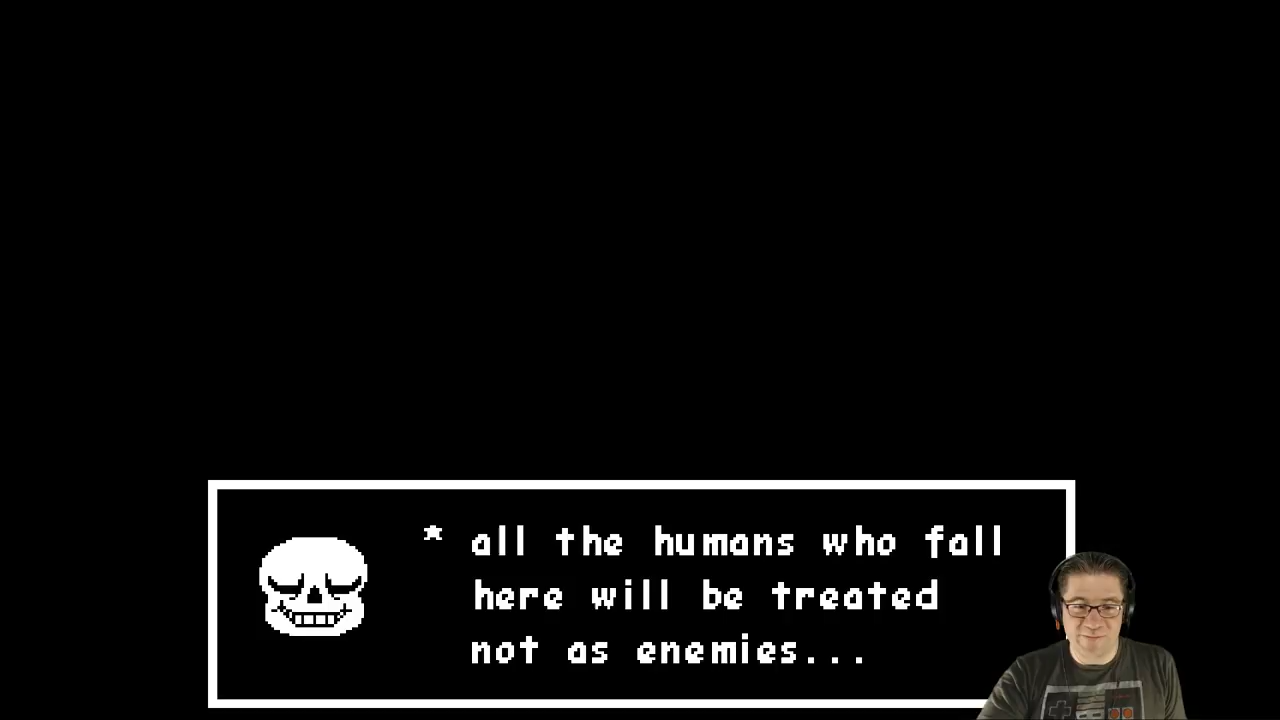 * all the humans who fall
here will be treated
not as enemies...